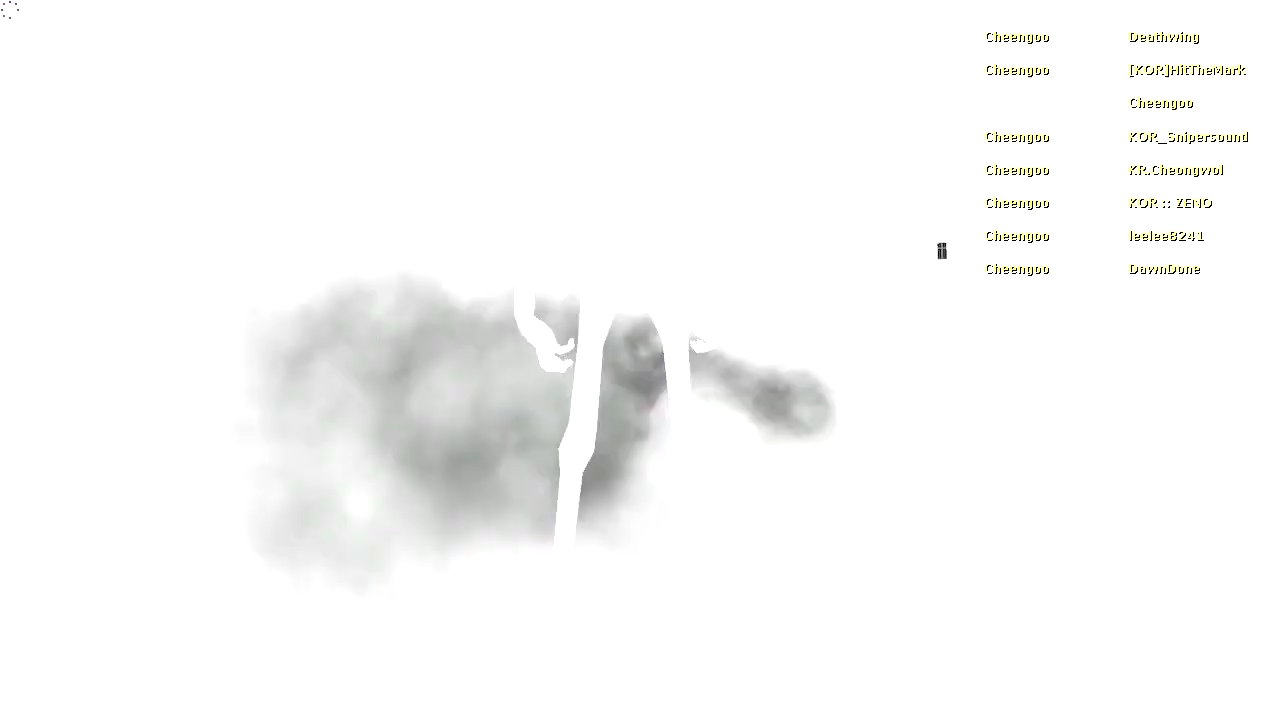 Cheengoo Deathwing
Cheengoo [KOR]HitTheMark
Cheengoo
Cheengoo KOR_Snipersound
Cheengoo KR.Cheongwol
Cheengoo KOR :: ZENO
Cheengoo leelee8241
Cheengoo DawnDone